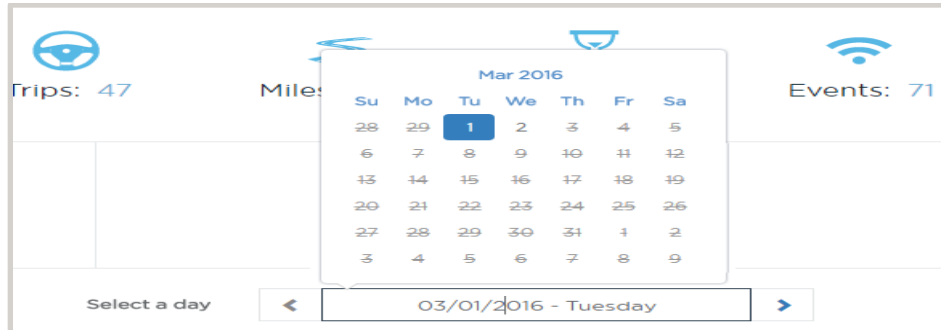 Trips: 47
Miles
Events: 71
Mar 2016
Su Mo Tu We Th Fr Sa
28 29 1 2 3 4 5
6 7 8 9 10 11 12
13 14 15 16 17 18 19
20 21 22 23 24 25 26
27 28 29 30 31 1 2
3 4 5 6 7 8 9
Select a day
03/01/2016 - Tuesday